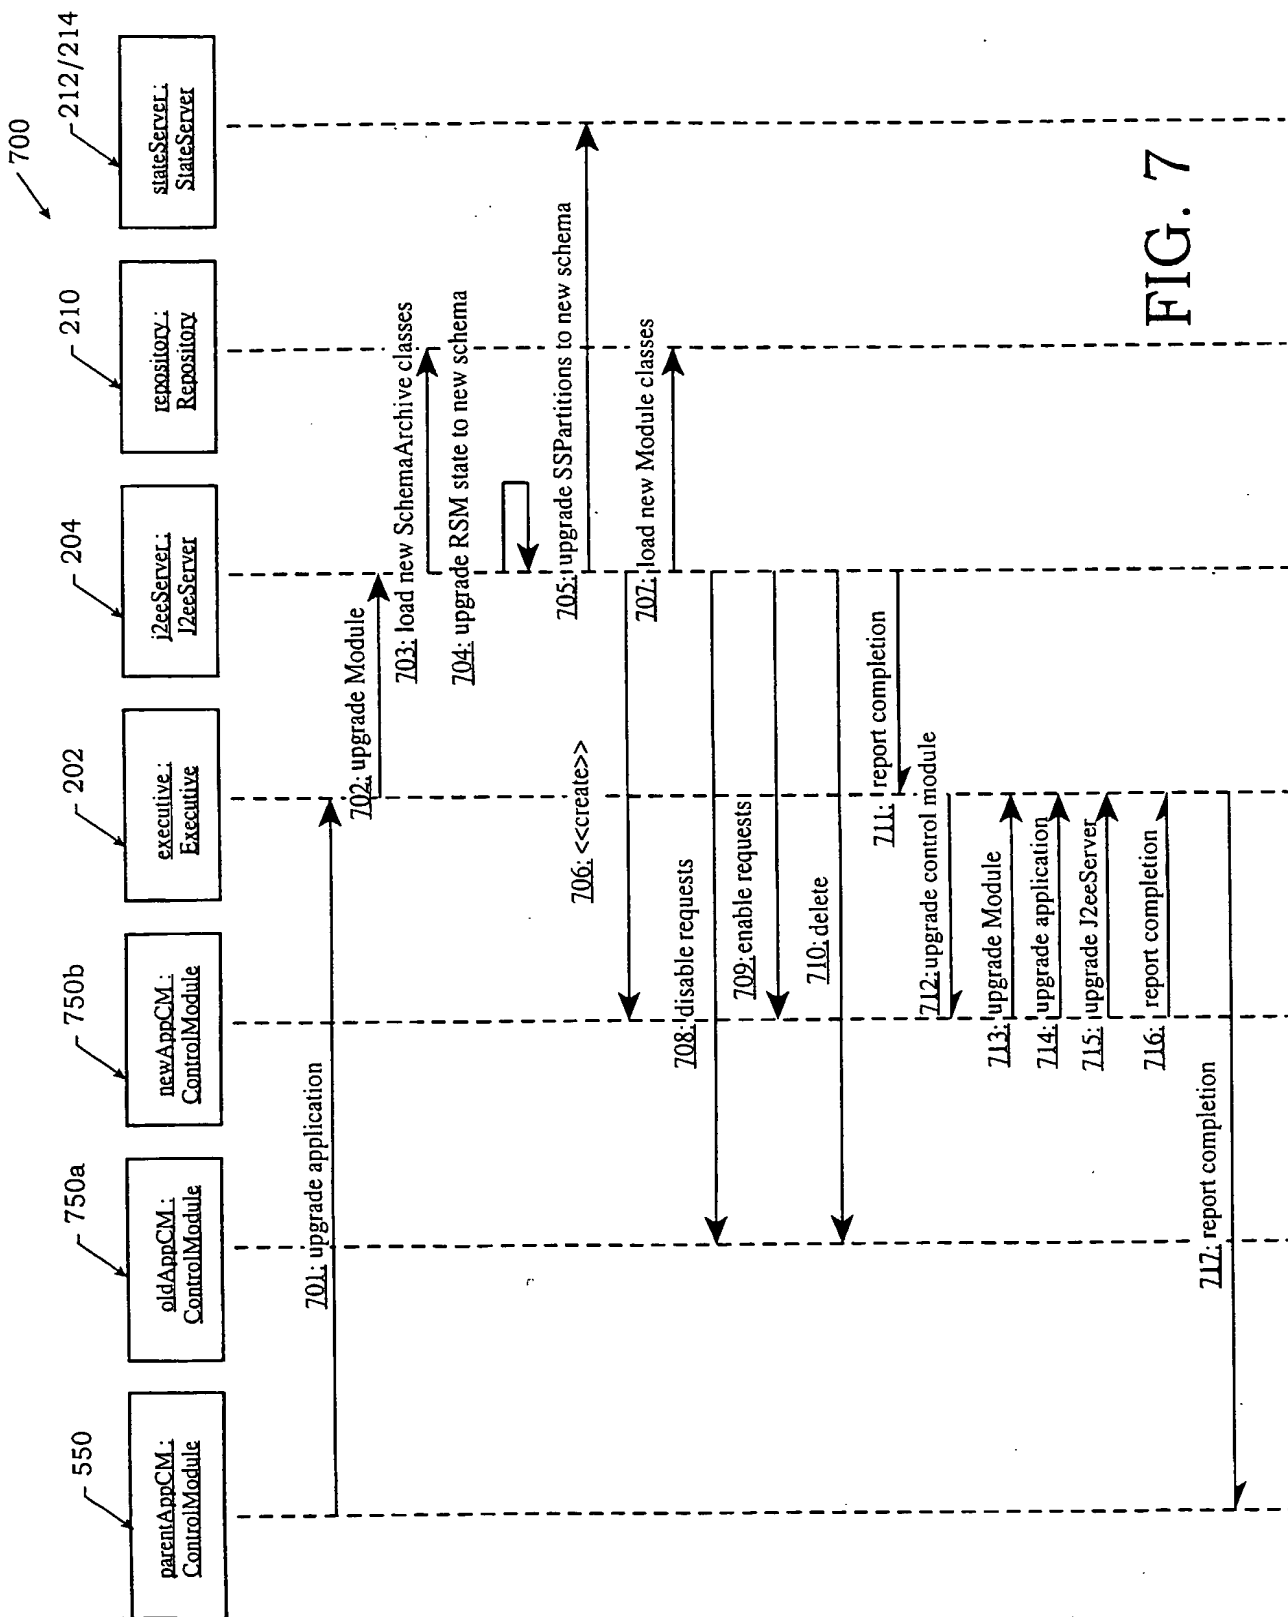 700
550
750a
750b
202
204
210
212/214
parentAppCM :
ControlModule
oldAppCM :
ControlModule
newAppCM :
ControlModule
executive :
Executive
j2eeServer :
J2eeServer
repository :
Repository
stateServer :
StateServer
701: upgrade application
702: upgrade Module
703: load new SchemaArchive classes
704: upgrade RSM state to new schema
705: upgrade SSPartitions to new schema
706: <<create>>
707: load new Module classes
708: disable requests
709: enable requests
710: delete
711: report completion
712: upgrade control module
713: upgrade Module
714: upgrade application
715: upgrade J2eeServer
716: report completion
717: report completion
FIG. 7